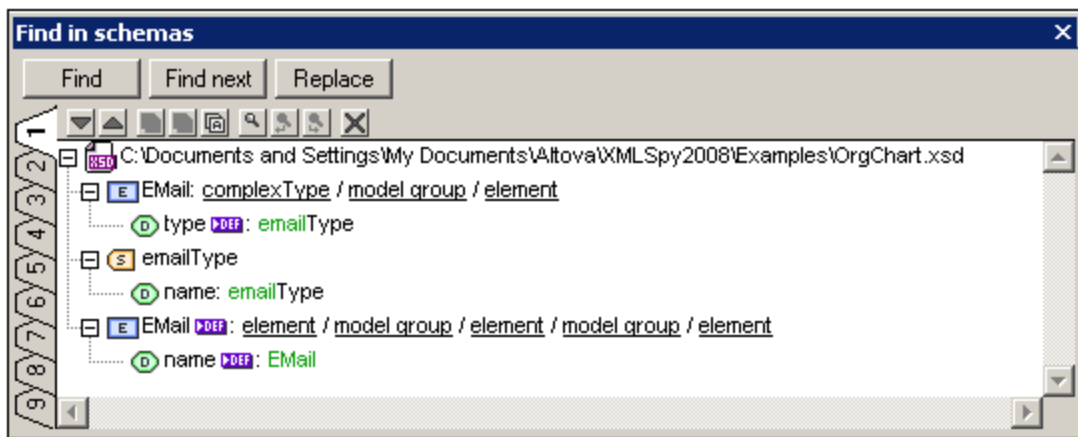 Find in schemas
Find Find next Replace
XSD C:\Documents and Settings\My Documents\Altova\XMLSpy2008\Examples\OrgChart.xsd
E EMail: complexType / model group / element
D type DEF: emailType
S emailType
D name: emailType
E EMail DEF: element / model group / element / model group / element
D name DEF: EMail
1
2
3
4
5
6
7
8
9